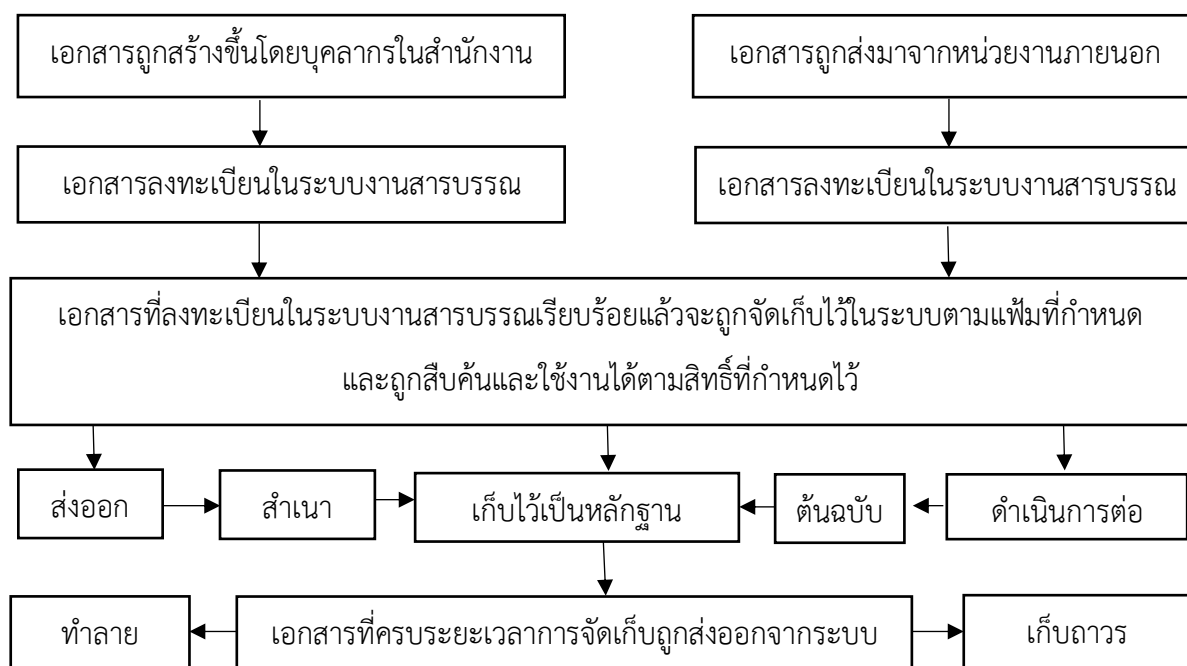 เอกสารถูกสร้างขึ้นโดยบุคลากรในสำนักงาน
เอกสารถูกส่งมาจากหน่วยงานภายนอก
เอกสารลงทะเบียนในระบบงานสารบรรณ
เอกสารลงทะเบียนในระบบงานสารบรรณ
เอกสารที่ลงทะเบียนในระบบงานสารบรรณเรียบร้อยแล้วจะถูกจัดเก็บไว้ในระบบตามแฟ้มที่กำหนด
และถูกสืบค้นและใช้งานได้ตามสิทธิ์ที่กำหนดไว้
ส่งออก
สำเนา
เก็บไว้เป็นหลักฐาน
ต้นฉบับ
ดำเนินการต่อ
ทำลาย
เอกสารที่ครบระยะเวลาการจัดเก็บถูกส่งออกจากระบบ
เก็บถาวร